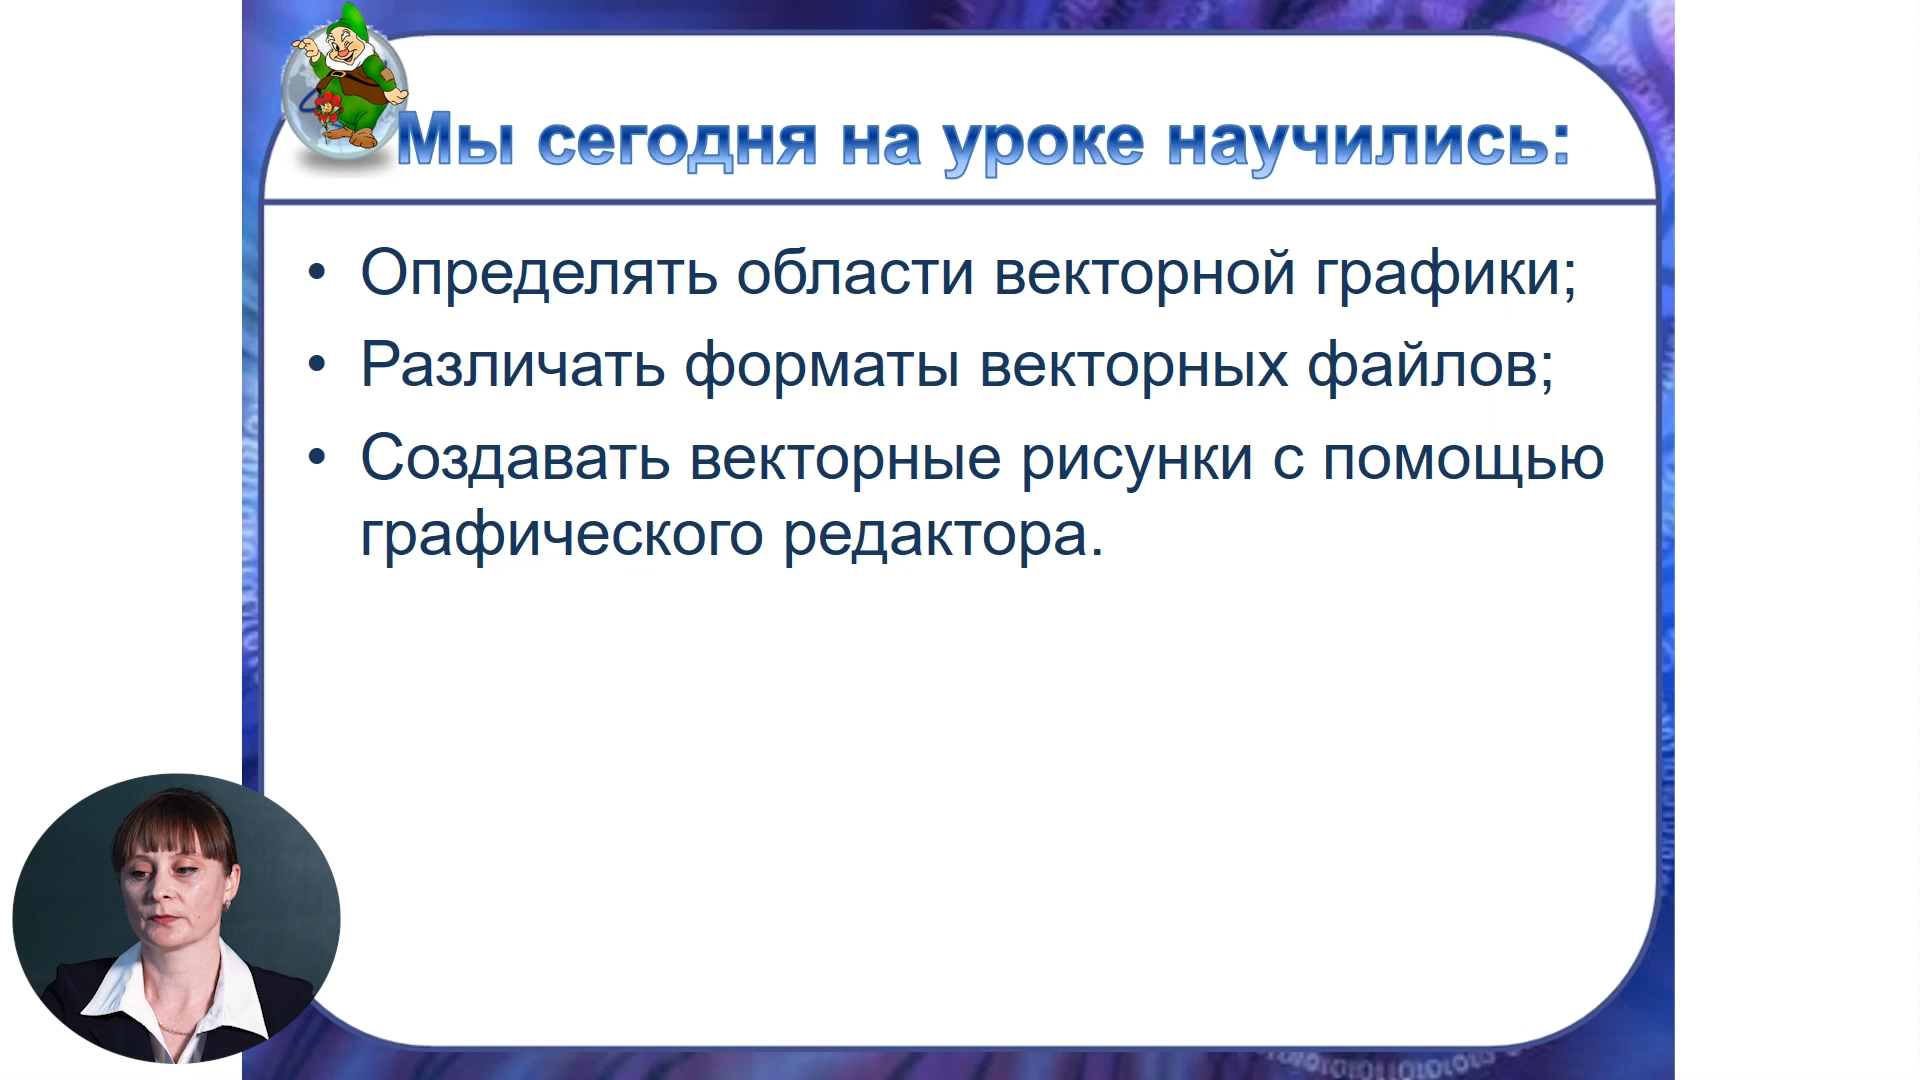 Мы сегодня на уроке научились:
• Определять области векторной графики;
• Различать форматы векторных файлов;
• Создавать векторные рисунки с помощью
графического редактора.